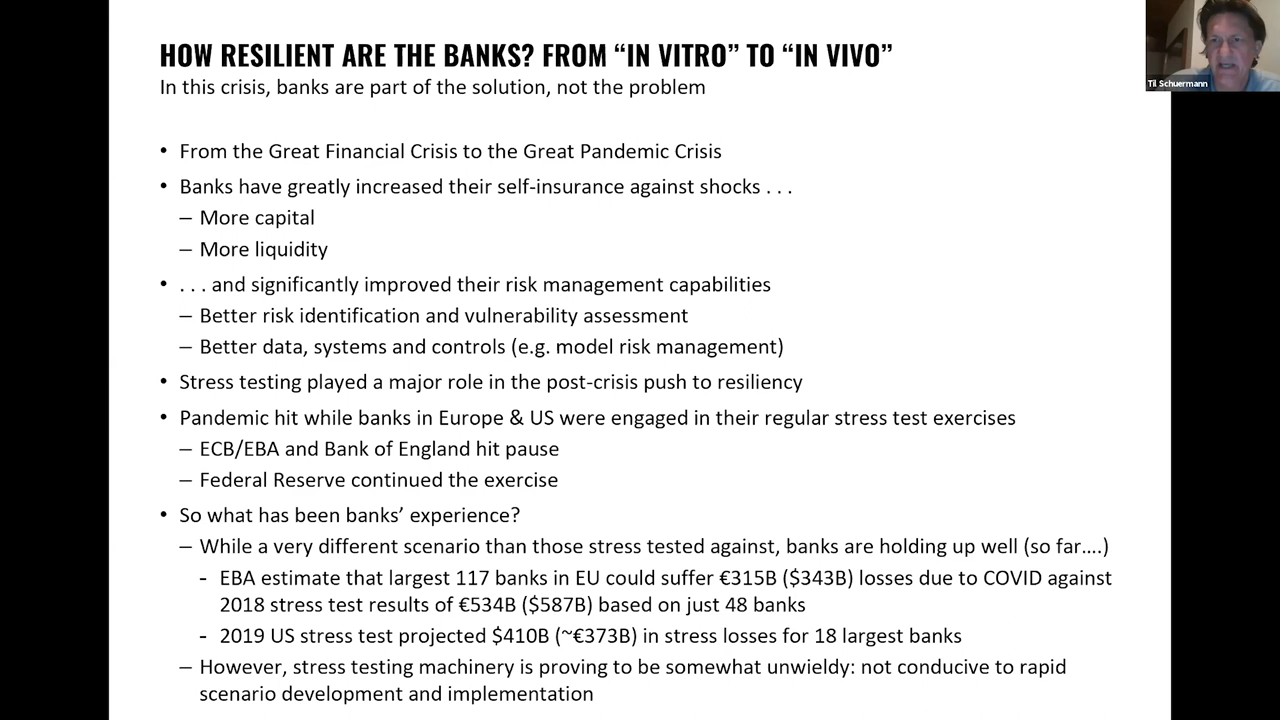 HOW RESILIENT ARE THE BANKS? FROM “IN VITRO” TO “IN VIVO”
In this crisis, banks are part of the solution, not the problem
Til Schuermann
• From the Great Financial Crisis to the Great Pandemic Crisis
• Banks have greatly increased their self-insurance against shocks . . .
– More capital
– More liquidity
• . . . and significantly improved their risk management capabilities
– Better risk identification and vulnerability assessment
– Better data, systems and controls (e.g. model risk management)
• Stress testing played a major role in the post-crisis push to resiliency
• Pandemic hit while banks in Europe & US were engaged in their regular stress test exercises
– ECB/EBA and Bank of England hit pause
– Federal Reserve continued the exercise
• So what has been banks’ experience?
– While a very different scenario than those stress tested against, banks are holding up well (so far....)
- EBA estimate that largest 117 banks in EU could suffer €315B ($343B) losses due to COVID against
2018 stress test results of €534B ($587B) based on just 48 banks
- 2019 US stress test projected $410B (~€373B) in stress losses for 18 largest banks
– However, stress testing machinery is proving to be somewhat unwieldy: not conducive to rapid
scenario development and implementation